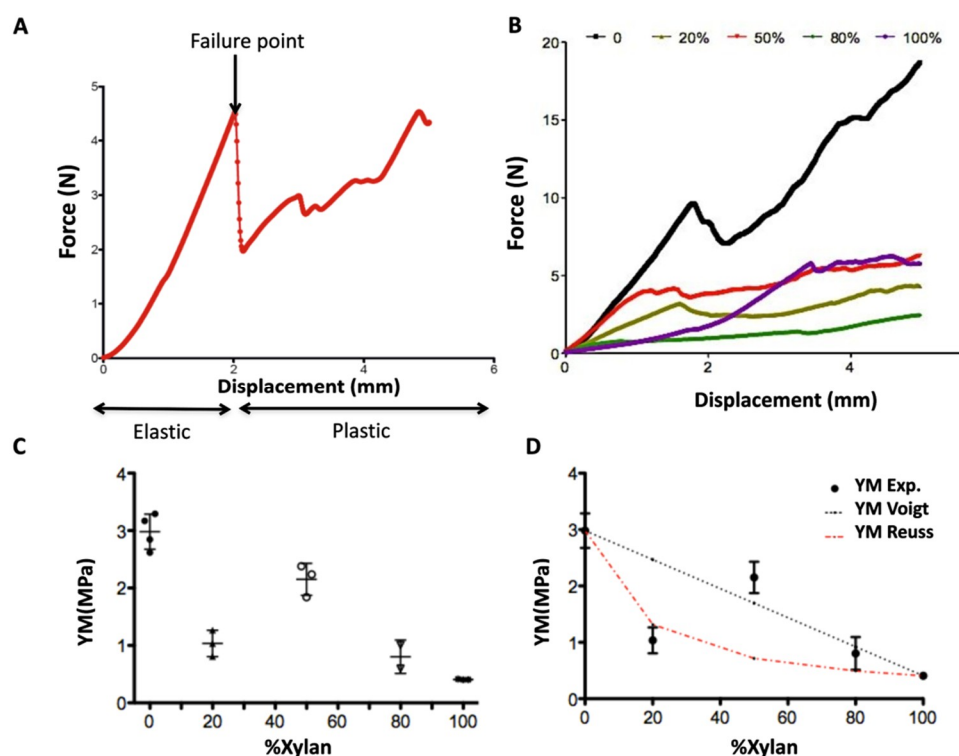 A
Failure point
5
4
3
2
1
0
Force (N)
0
2
4
6
Displacement (mm)
Elastic
Plastic
B
0
20%
50%
80%
100%
20
15
10
5
0
Force (N)
0
2
4
Displacement (mm)
C
4
3
2
1
0
YM(MPa)
0
20
40
60
80
100
%Xylan
D
YM Exp.
YM Voigt
YM Reuss
4
3
2
1
0
YM(MPa)
0
20
40
60
80
100
%Xylan